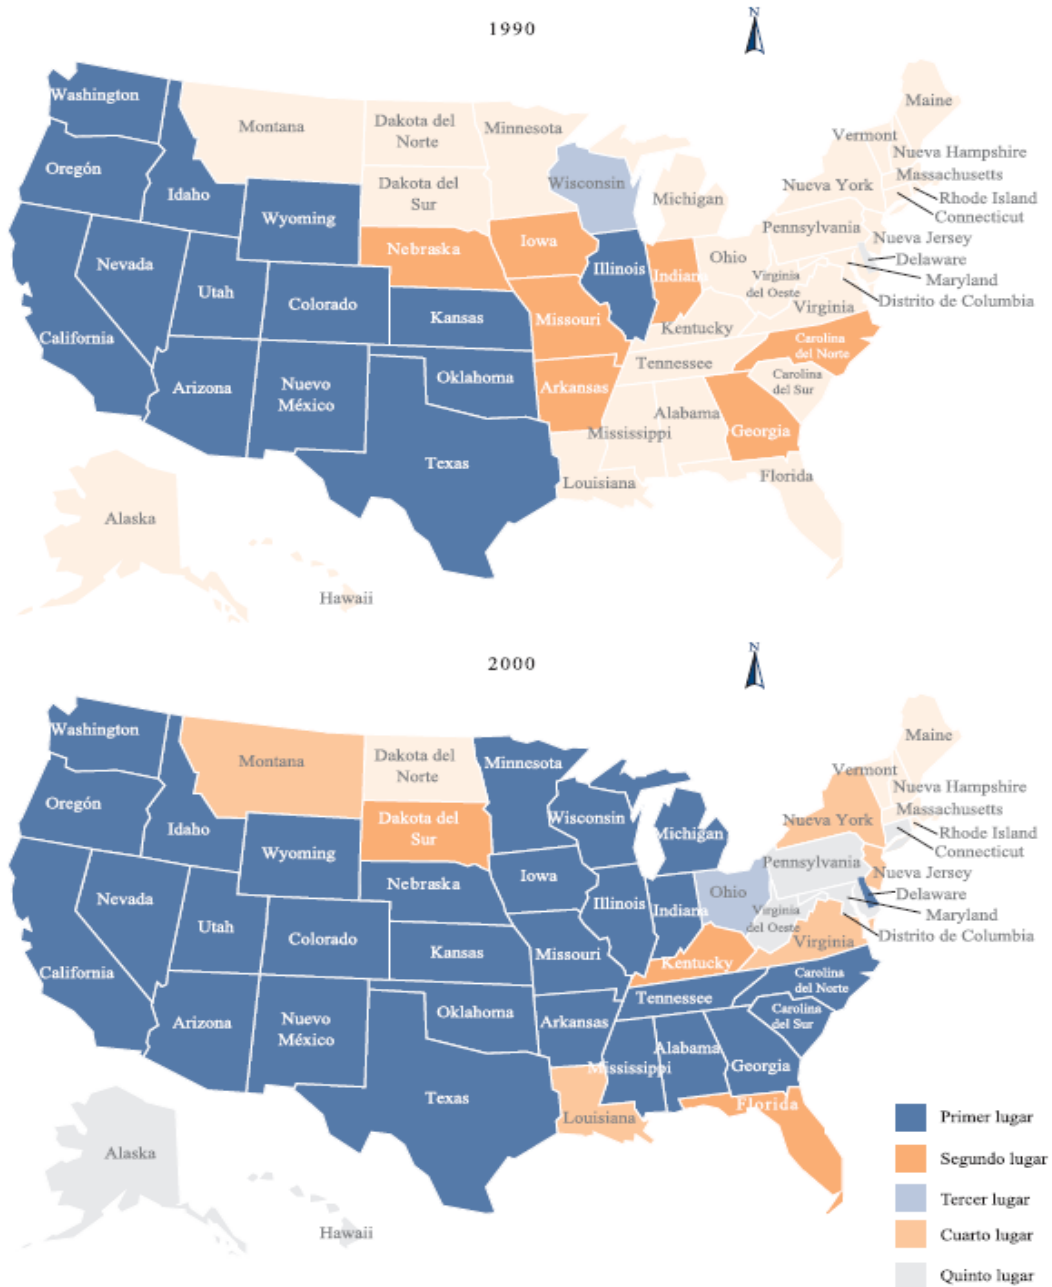 1990
N
Washington
Montana
Dakota del
Norte
Minnesota
Maine
Vermont
Oregón
Idaho
Wisconsin
Nueva Hampshire
Massachusetts
Rhode Island
Connecticut
Dakota del
Sur
Michigan
Nueva York
Wyoming
Pennsylvania
Nebraska
Iowa
Nueva Jersey
Nevada
Illinois
Indiana
Ohio
Delaware
Maryland
Virginia
del Oeste
Distrito de Columbia
Utah
Colorado
Kansas
Missouri
Virginia
California
Kentucky
Carolina
del Norte
Tennessee
Arizona
Nuevo
México
Oklahoma
Arkansas
Carolina
del Sur
Alabama
Mississippi
Georgia
Texas
Louisiana
Florida
Alaska
Hawaii
2000
N
Washington
Montana
Dakota del
Norte
Minnesota
Maine
Vermont
Oregón
Idaho
Wisconsin
Nueva Hampshire
Massachusetts
Rhode Island
Connecticut
Dakota del
Sur
Michigan
Nueva York
Wyoming
Pennsylvania
Nebraska
Iowa
Nueva Jersey
Nevada
Illinois
Indiana
Ohio
Delaware
Maryland
Virginia
del Oeste
Distrito de Columbia
Utah
Colorado
Kansas
Missouri
Virginia
California
Kentucky
Carolina
del Norte
Tennessee
Arizona
Nuevo
México
Oklahoma
Arkansas
Carolina
del Sur
Alabama
Mississippi
Georgia
Texas
Louisiana
Florida
Alaska
Hawaii
Primer lugar
Segundo lugar
Tercer lugar
Cuarto lugar
Quinto lugar